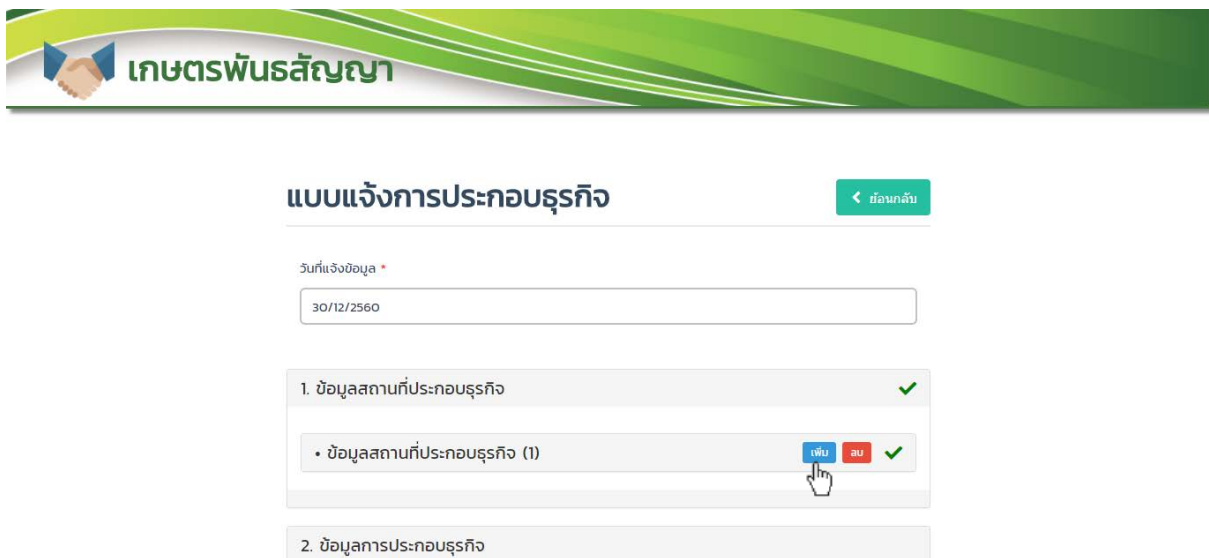 เกษตรพันธสัญญา
แบบแจ้งการประกอบธุรกิจ
ย้อนกลับ
วันที่แจ้งข้อมูล *
30/12/2560
1. ข้อมูลสถานที่ประกอบธุรกิจ
• ข้อมูลสถานที่ประกอบธุรกิจ (1) เพิ่ม ลบ
2. ข้อมูลการประกอบธุรกิจ